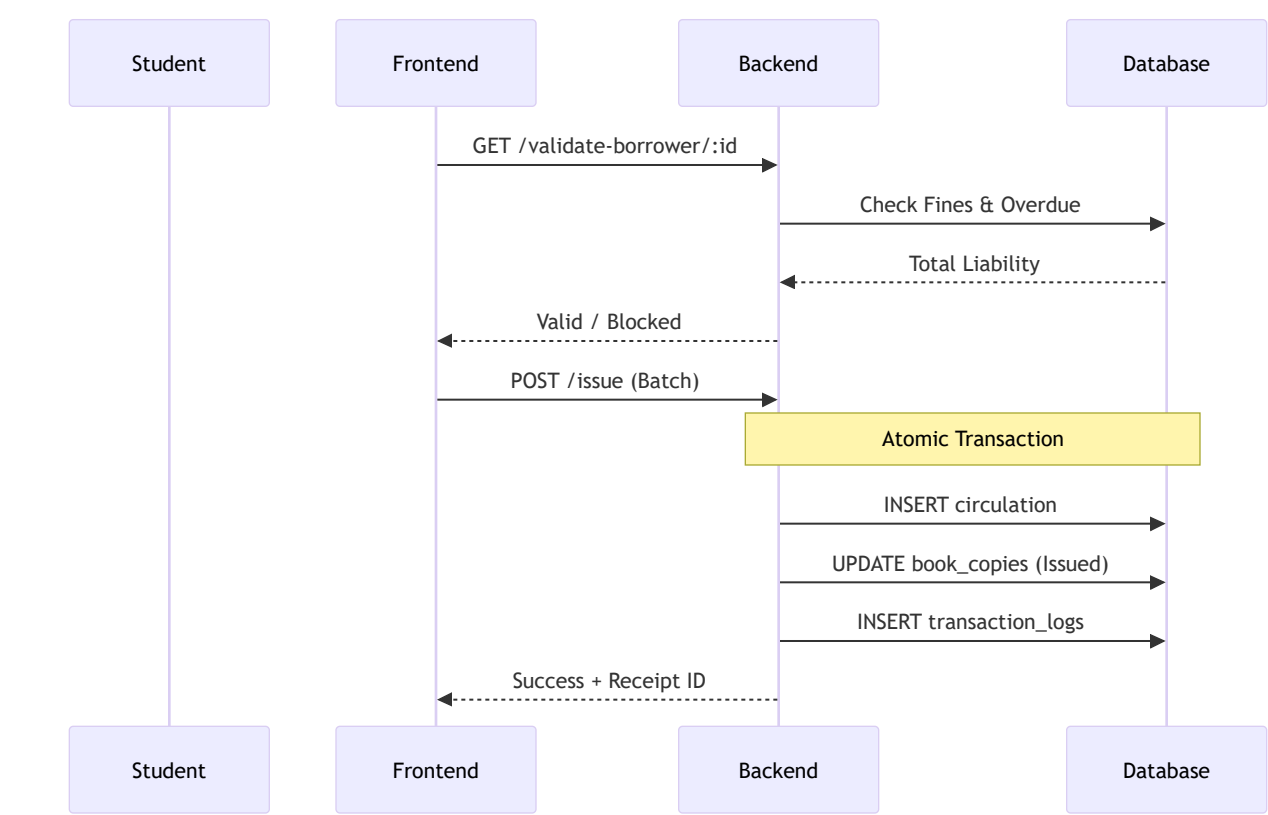 Student
Frontend
Backend
Database
GET /validate-borrower/:id
Check Fines & Overdue
Total Liability
Valid / Blocked
POST /issue (Batch)
Atomic Transaction
INSERT circulation
UPDATE book_copies (Issued)
INSERT transaction_logs
Success + Receipt ID
Student
Frontend
Backend
Database